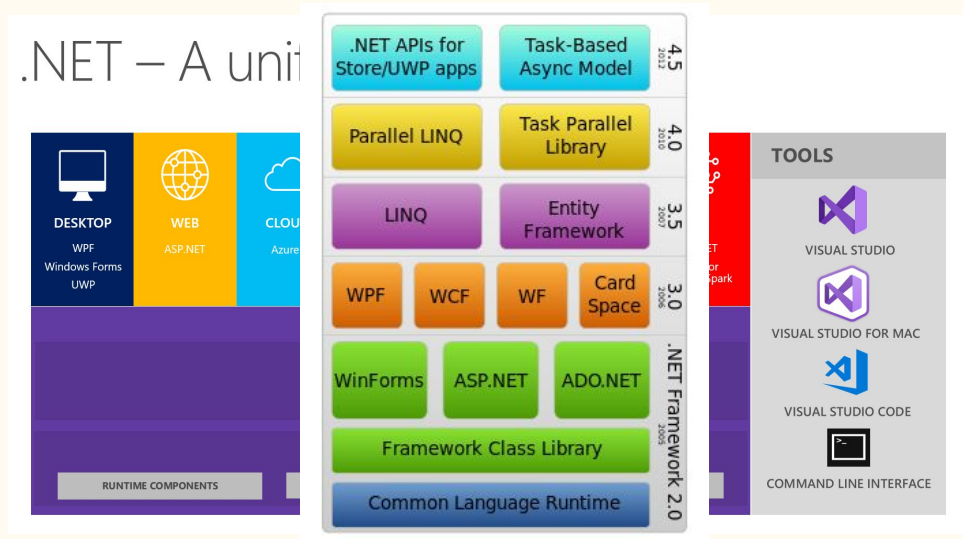 .NET – A unif
DESKTOP
WPF
Windows Forms
UWP
WEB
ASP.NET
CLOU
Azure
RUNTIME COMPONENTS
.NET APIs for
Store/UWP apps
Task-Based
Async Model
4.5
2012
Parallel LINQ
Task Parallel
Library
4.0
2010
LINQ
Entity
Framework
3.5
2007
WPF
WCF
WF
Card
Space
3.0
2006
WinForms
ASP.NET
ADO.NET
Framework Class Library
Common Language Runtime
.NET Framework 2.0
2005
ET
or
Spark
TOOLS
VISUAL STUDIO
VISUAL STUDIO FOR MAC
VISUAL STUDIO CODE
>_
COMMAND LINE INTERFACE